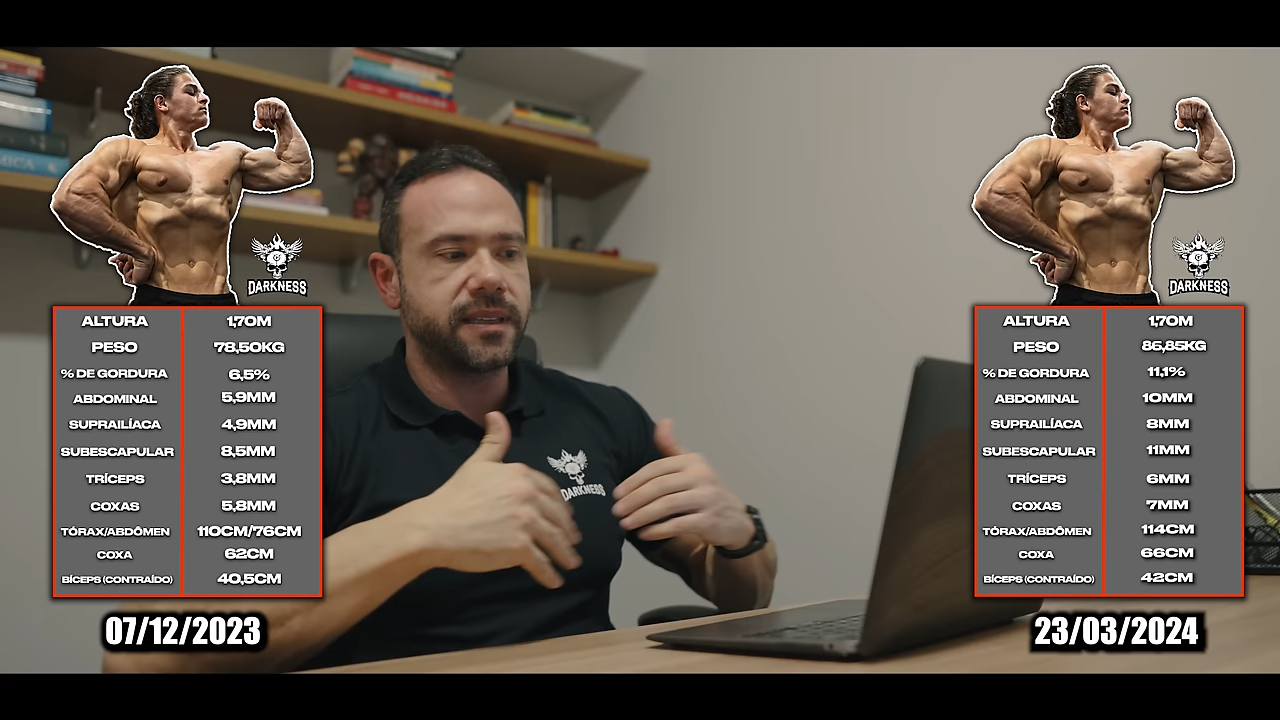 DARKNESS
ALTURA 1,70M
PESO 78,50KG
% DE GORDURA 6,5%
ABDOMINAL 5,9MM
SUPRAILÍACA 4,9MM
SUBESCAPULAR 8,5MM
TRÍCEPS 3,8MM
COXAS 5,8MM
TÓRAX/ABDÔMEN 110CM/76CM
COXA 62CM
BÍCEPS (CONTRAÍDO) 40,5CM
07/12/2023
DARKNESS
DARKNESS
ALTURA 1,70M
PESO 86,85KG
% DE GORDURA 11,1%
ABDOMINAL 10MM
SUPRAILÍACA 8MM
SUBESCAPULAR 11MM
TRÍCEPS 6MM
COXAS 7MM
TÓRAX/ABDÔMEN 114CM
COXA 66CM
BÍCEPS (CONTRAÍDO) 42CM
23/03/2024